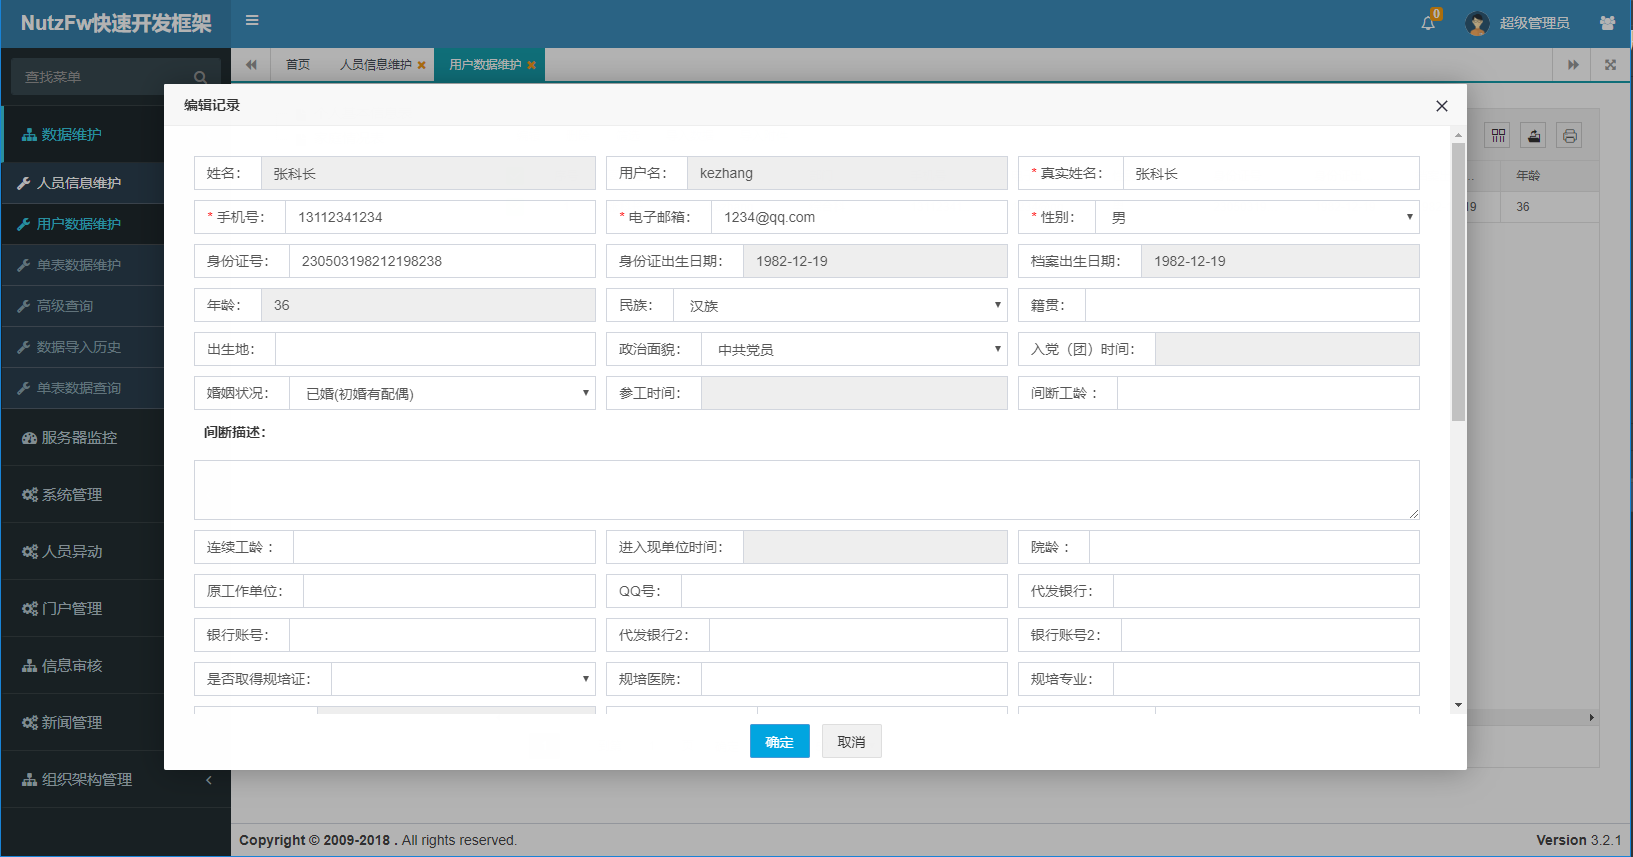 NutzFw快速开发框架
0
超级管理员
查找菜单
首页
人员信息维护
用户数据维护
编辑记录
数据维护
人员信息维护
用户数据维护
单表数据维护
高级查询
数据导入历史
单表数据查询
服务器监控
系统管理
人员异动
门户管理
信息审核
新闻管理
组织架构管理
姓名： 张科长
用户名： kezhang
* 真实姓名： 张科长
* 手机号： 13112341234
* 电子邮箱： 1234@qq.com
* 性别： 男
身份证号： 230503198212198238
身份证出生日期： 1982-12-19
档案出生日期： 1982-12-19
年龄： 36
民族： 汉族
籍贯：
出生地：
政治面貌： 中共党员
入党（团）时间：
婚姻状况： 已婚(初婚有配偶)
参工时间：
间断工龄 ：
间断描述：
连续工龄 ：
进入现单位时间：
院龄 ：
原工作单位：
QQ号：
代发银行：
银行账号：
代发银行2：
银行账号2：
是否取得规培证：
规培医院：
规培专业：
确定
取消
.. 年龄
19 36
Copyright © 2009-2018 . All rights reserved.
Version 3.2.1